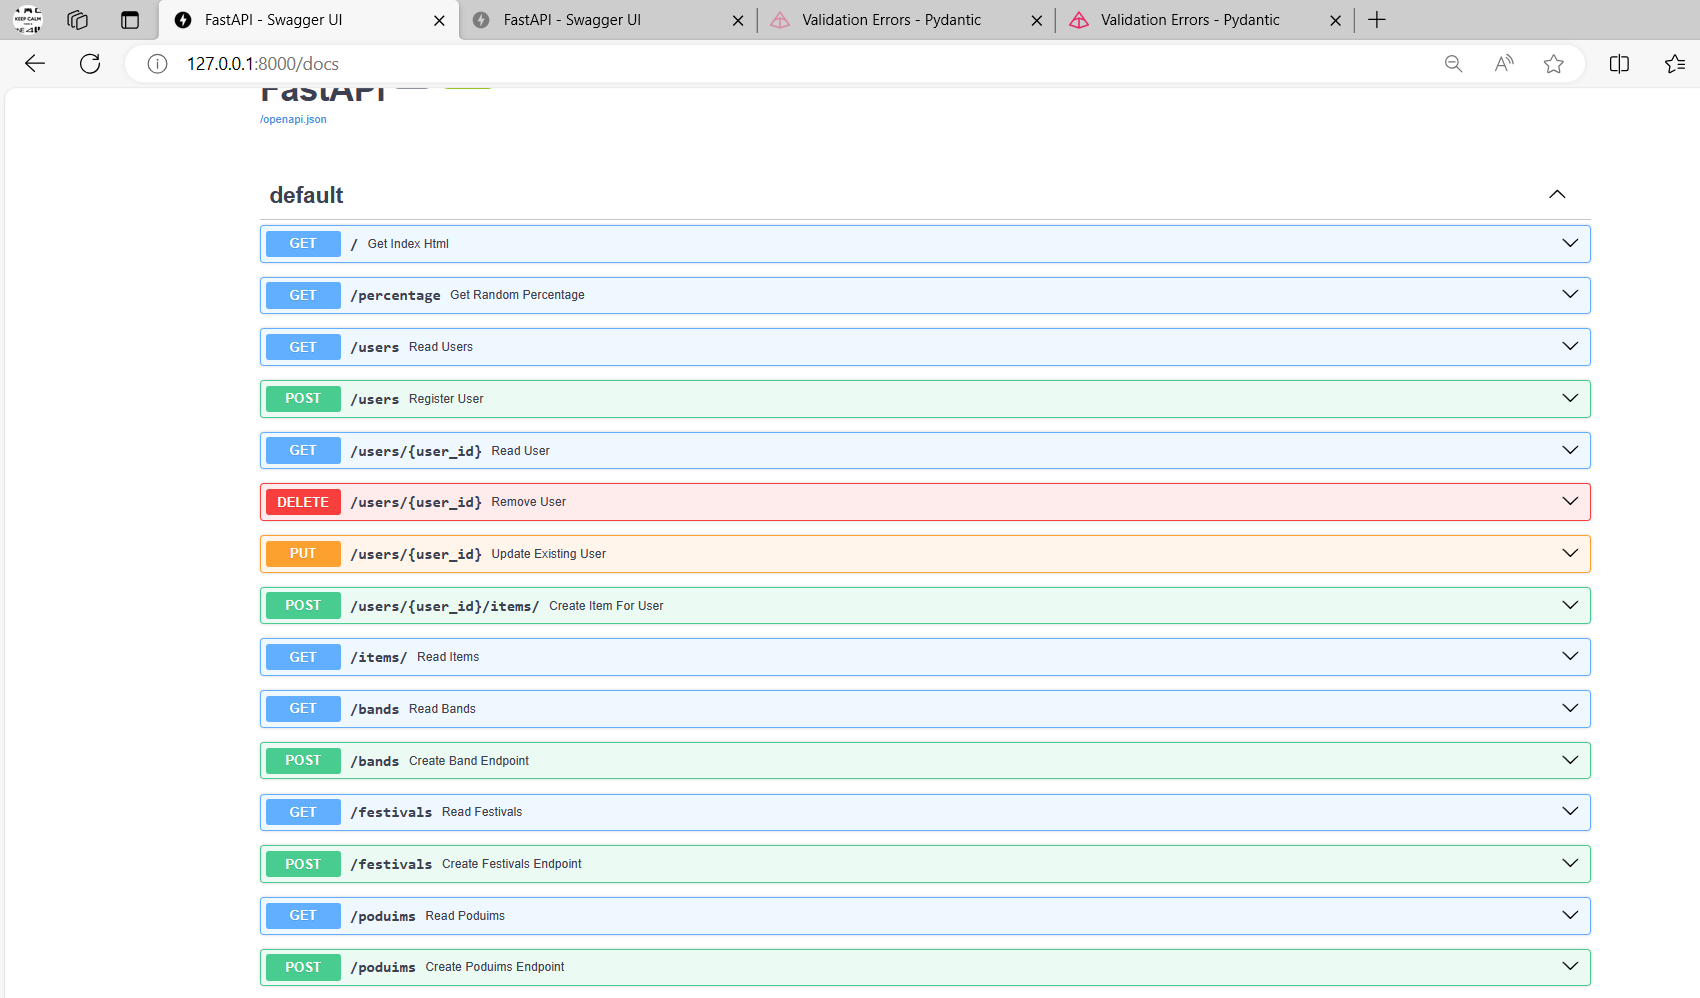 KEEP CALM
FastAPI - Swagger UI
FastAPI - Swagger UI
Validation Errors - Pydantic
Validation Errors - Pydantic
127.0.0.1:8000/docs
FastAPI
/openapi.json
default
GET / Get Index Html
GET /percentage Get Random Percentage
GET /users Read Users
POST /users Register User
GET /users/{user_id} Read User
DELETE /users/{user_id} Remove User
PUT /users/{user_id} Update Existing User
POST /users/{user_id}/items/ Create Item For User
GET /items/ Read Items
GET /bands Read Bands
POST /bands Create Band Endpoint
GET /festivals Read Festivals
POST /festivals Create Festivals Endpoint
GET /poduims Read Poduims
POST /poduims Create Poduims Endpoint